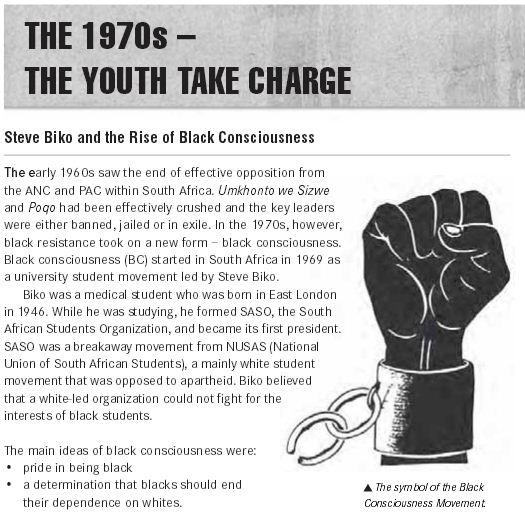 THE 1970s –
THE YOUTH TAKE CHARGE
Steve Biko and the Rise of Black Consciousness
The early 1960s saw the end of effective opposition from
the ANC and PAC within South Africa. Umkhonto we Sizwe
and Poqo had been effectively crushed and the key leaders
were either banned, jailed or in exile. In the 1970s, however,
black resistance took on a new form – black consciousness.
Black consciousness (BC) started in South Africa in 1969 as
a university student movement led by Steve Biko.
Biko was a medical student who was born in East London
in 1946. While he was studying, he formed SASO, the South
African Students Organization, and became its first president.
SASO was a breakaway movement from NUSAS (National
Union of South African Students), a mainly white student
movement that was opposed to apartheid. Biko believed
that a white-led organization could not fight for the
interests of black students.
The main ideas of black consciousness were:
• pride in being black
• a determination that blacks should end
their dependence on whites.
▲ The symbol of the Black
Consciousness Movement.